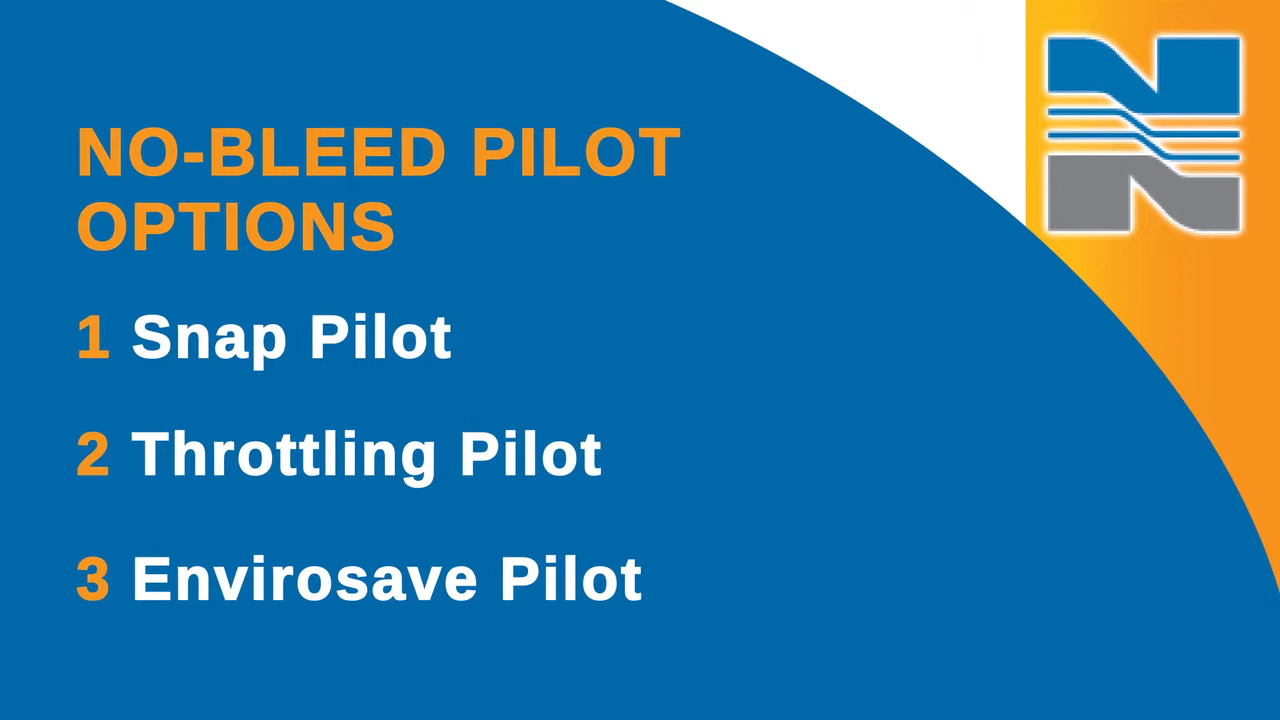 NO-BLEED PILOT
OPTIONS
1 Snap Pilot
2 Throttling Pilot
3 Envirosave Pilot